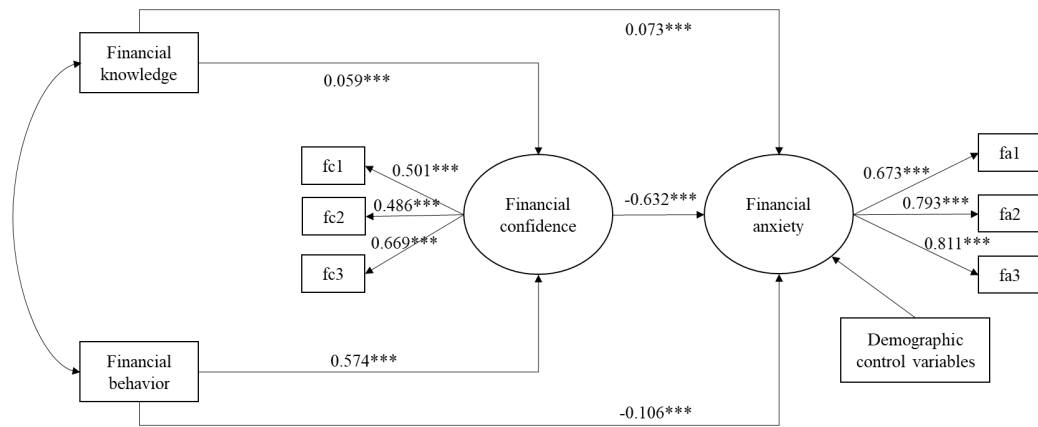 0.073***
Financial
knowledge
0.059***
fc1
0.501***
fa1
0.673***
fc2
0.486***
Financial
confidence
-0.632***
Financial
anxiety
0.793***
fa2
fc3
0.669***
0.811***
fa3
Demographic
control variables
Financial
behavior
0.574***
-0.106***